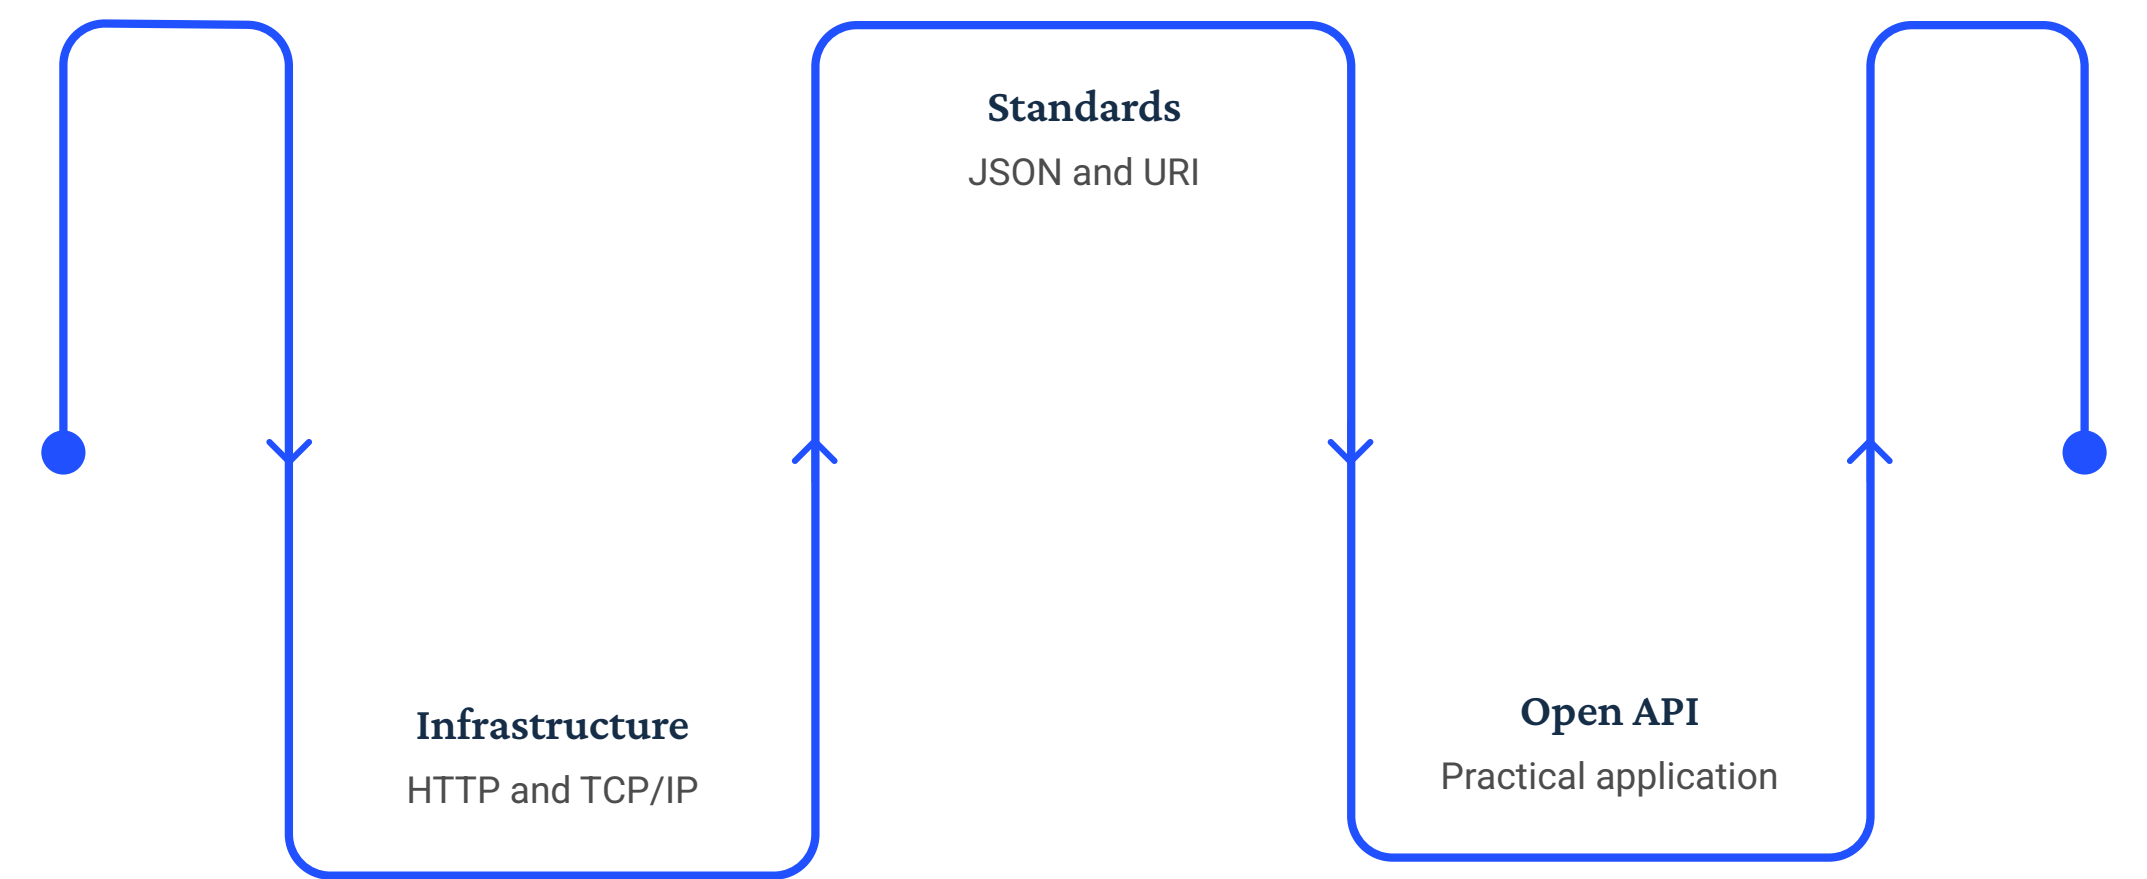 Infrastructure
HTTP and TCP/IP
Standards
JSON and URI
Open API
Practical application